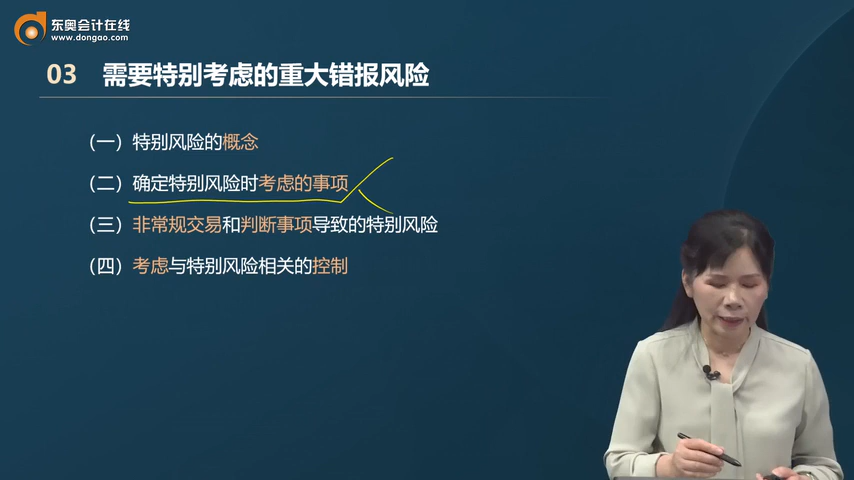 东奥会计在线
www.dongao.com
03 需要特别考虑的重大错报风险
（一）特别风险的概念
（二）确定特别风险时考虑的事项
（三）非常规交易和判断事项导致的特别风险
（四）考虑与特别风险相关的控制